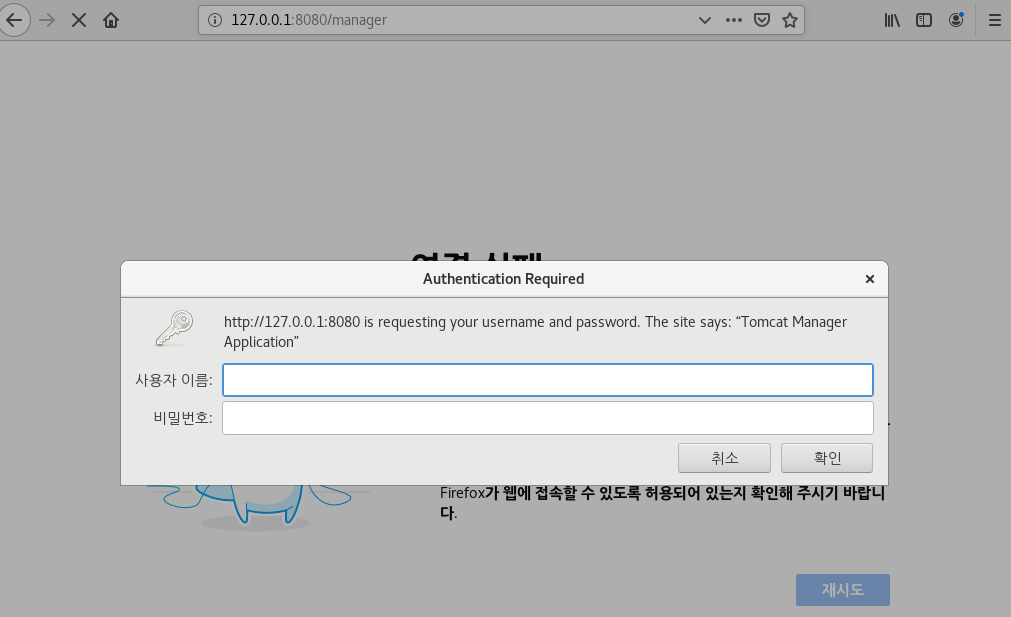 127.0.0.1:8080/manager
Authentication Required
http://127.0.0.1:8080 is requesting your username and password. The site says: “Tomcat Manager
Application”
사용자 이름:
비밀번호:
취소
확인
Firefox가 웹에 접속할 수 있도록 허용되어 있는지 확인해 주시기 바랍니
다.
재시도